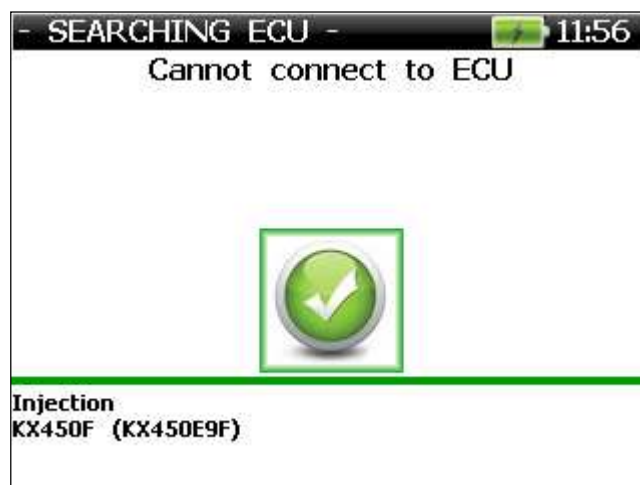 - SEARCHING ECU - 11:56
Cannot connect to ECU
Injection
KX450F (KX450E9F)